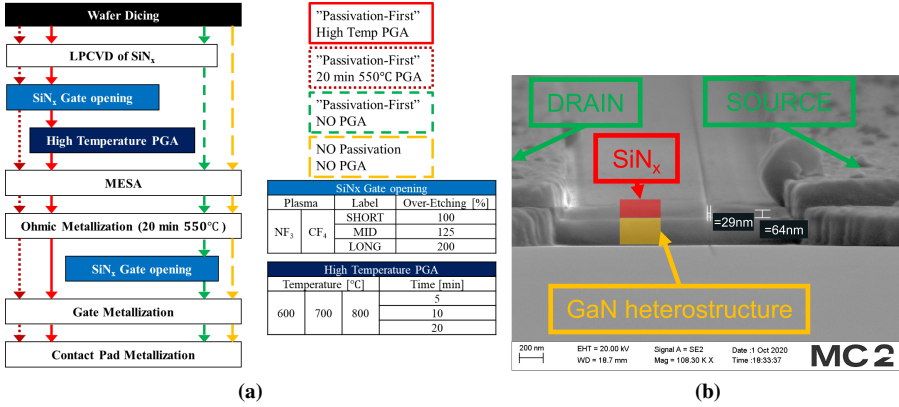 Wafer Dicing
LPCVD of SiNx
SiNx Gate opening
High Temperature PGA
MESA
Ohmic Metallization (20 min 550℃)
SiNx Gate opening
Gate Metallization
Contact Pad Metallization
"Passivation-First"
High Temp PGA
"Passivation-First"
20 min 550℃ PGA
"Passivation-First"
NO PGA
NO Passivation
NO PGA
SiNx Gate opening
Plasma Label Over-Etching [%]
NF3 CF4
SHORT 100
MID 125
LONG 200
High Temperature PGA
Temperature [℃] Time [min]
600 700 800
5
10
20
(a)
DRAIN
SOURCE
SiNx
=29nm
=64nm
GaN heterostructure
200 nm
EHT = 20.00 kV
WD = 18.7 mm
Signal A = SE2
Mag = 108.30 K X
Date :1 Oct 2020
Time :18:33:37
MC2
(b)